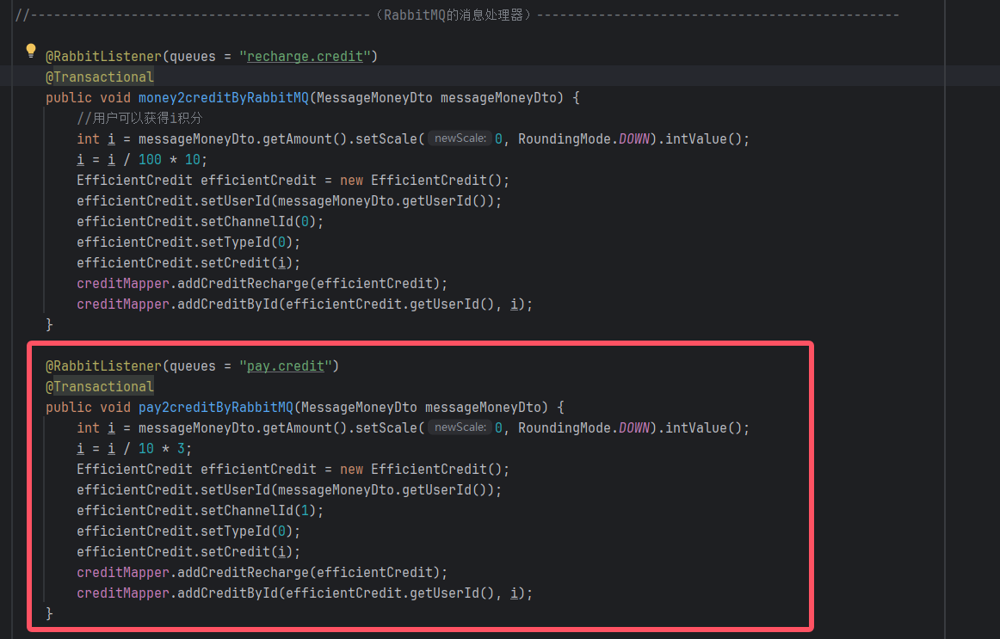 //--------------------------------------------（RabbitMQ的消息处理器）---------------------------------------------
@RabbitListener(queues = "recharge.credit")
@Transactional
public void money2creditByRabbitMQ(MessageMoneyDto messageMoneyDto) {
//用户可以获得i积分
int i = messageMoneyDto.getAmount().setScale( newScale: 0, RoundingMode.DOWN).intValue();
i = i / 100 * 10;
EfficientCredit efficientCredit = new EfficientCredit();
efficientCredit.setUserId(messageMoneyDto.getUserId());
efficientCredit.setChannelId(0);
efficientCredit.setTypeId(0);
efficientCredit.setCredit(i);
creditMapper.addCreditRecharge(efficientCredit);
creditMapper.addCreditById(efficientCredit.getUserId(), i);
}
@RabbitListener(queues = "pay.credit")
@Transactional
public void pay2creditByRabbitMQ(MessageMoneyDto messageMoneyDto) {
int i = messageMoneyDto.getAmount().setScale( newScale: 0, RoundingMode.DOWN).intValue();
i = i / 10 * 3;
EfficientCredit efficientCredit = new EfficientCredit();
efficientCredit.setUserId(messageMoneyDto.getUserId());
efficientCredit.setChannelId(1);
efficientCredit.setTypeId(0);
efficientCredit.setCredit(i);
creditMapper.addCreditRecharge(efficientCredit);
creditMapper.addCreditById(efficientCredit.getUserId(), i);
}